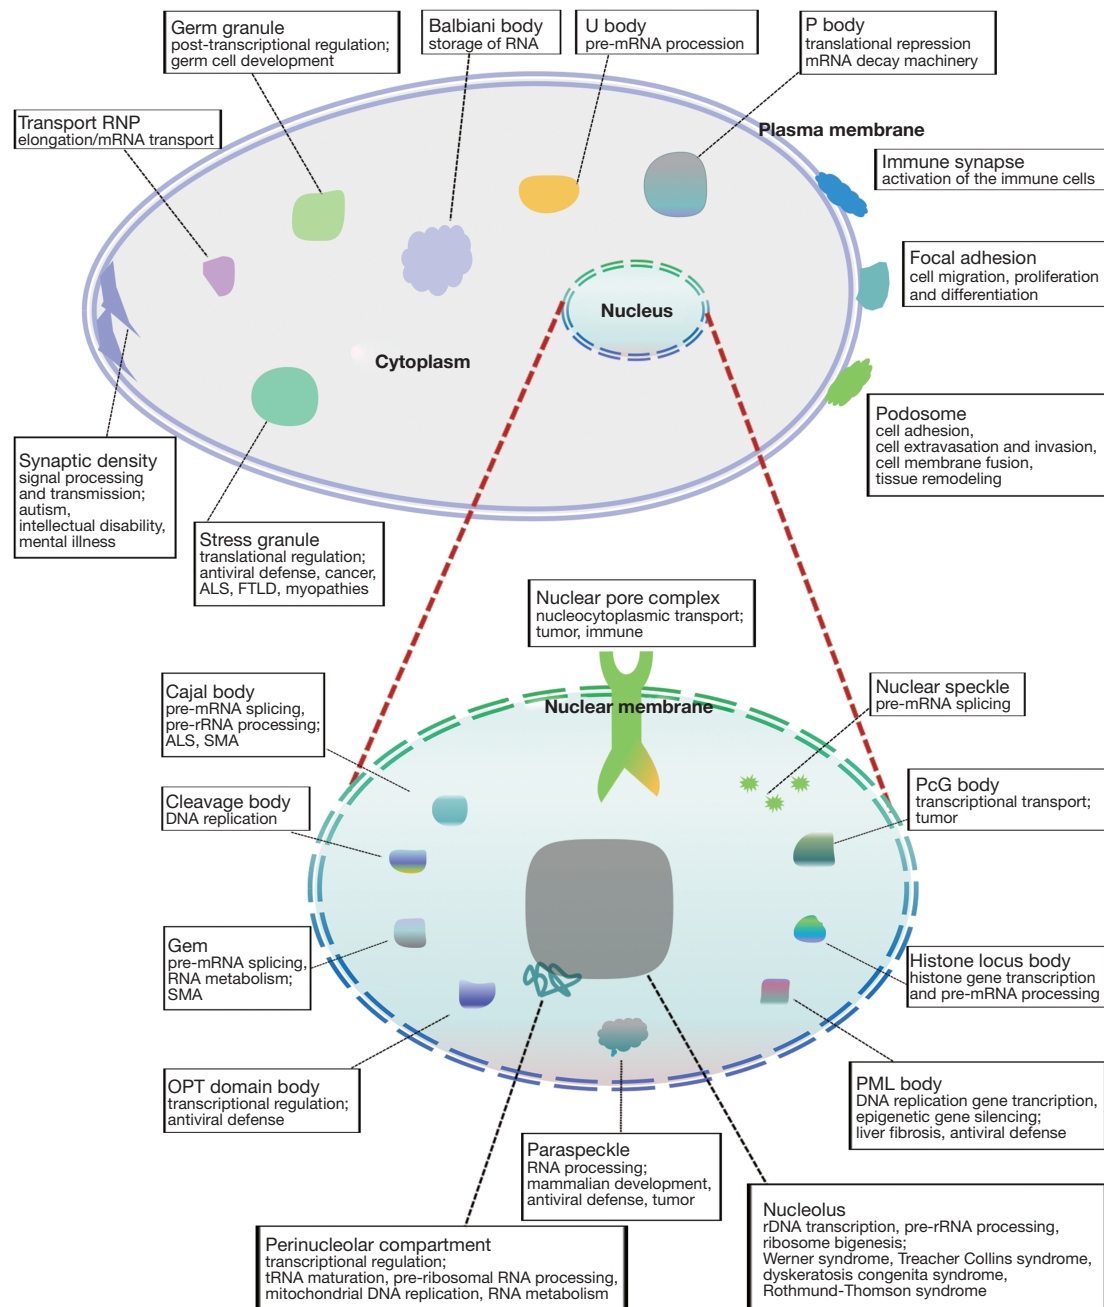 Germ granule
post-transcriptional regulation;
germ cell development
Balbiani body
storage of RNA
U body
pre-mRNA procession
P body
translational repression
mRNA decay machinery
Transport RNP
elongation/mRNA transport
Plasma membrane
Immune synapse
activation of the immune cells
Focal adhesion
cell migration, proliferation
and differentiation
Nucleus
Cytoplasm
Podosome
cell adhesion,
cell extravasation and invasion,
cell membrane fusion,
tissue remodeling
Synaptic density
signal processing
and transmission;
autism,
intellectual disability,
mental illness
Stress granule
translational regulation;
antiviral defense, cancer,
ALS, FTLD, myopathies
Nuclear pore complex
nucleocytoplasmic transport;
tumor, immune
Cajal body
pre-mRNA splicing,
pre-rRNA processing;
ALS, SMA
Nuclear membrane
Nuclear speckle
pre-mRNA splicing
Cleavage body
DNA replication
PcG body
transcriptional transport;
tumor
Gem
pre-mRNA splicing,
RNA metabolism;
SMA
Histone locus body
histone gene transcription
and pre-mRNA processing
OPT domain body
transcriptional regulation;
antiviral defense
PML body
DNA replication gene trancription,
epigenetic gene silencing;
liver fibrosis, antiviral defense
Paraspeckle
RNA processing;
mammalian development,
antiviral defense, tumor
Perinucleolar compartment
transcriptional regulation;
tRNA maturation, pre-ribosomal RNA processing,
mitochondrial DNA replication, RNA metabolism
Nucleolus
rDNA transcription, pre-rRNA processing,
ribosome bigenesis;
Werner syndrome, Treacher Collins syndrome,
dyskeratosis congenita syndrome,
Rothmund-Thomson syndrome